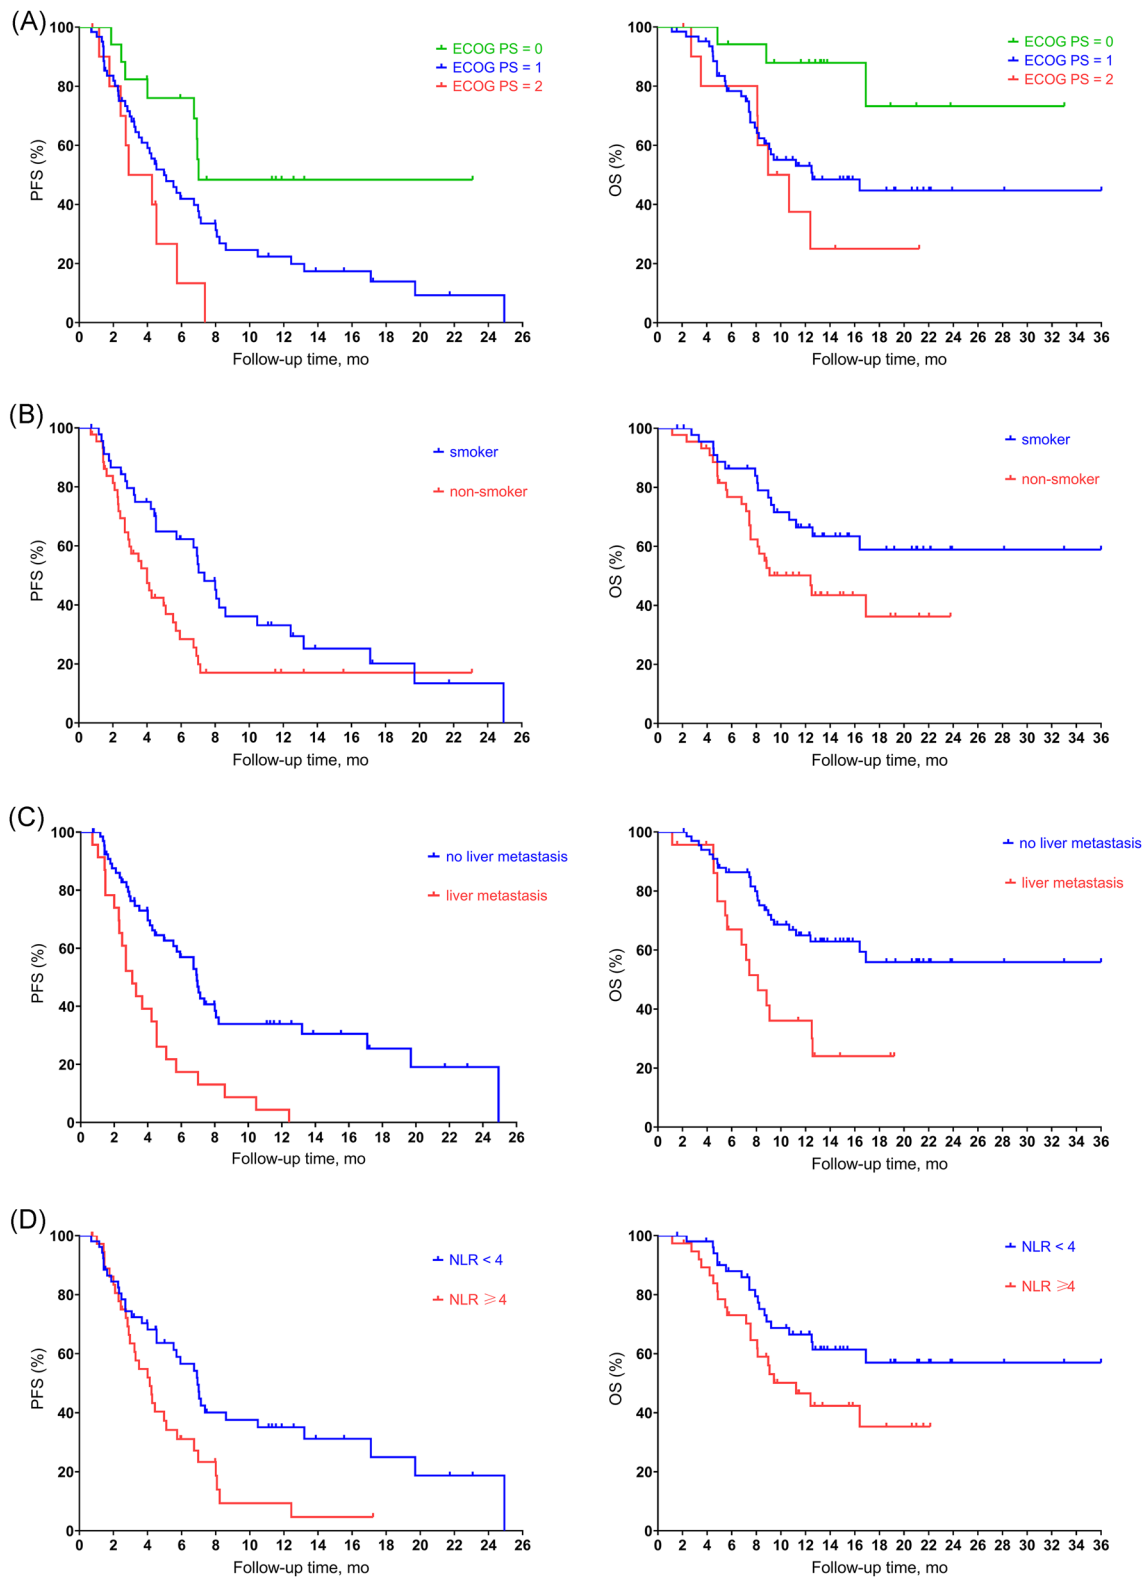 (A)
PFS (%)
100
80
60
40
20
0
ECOG PS = 0
ECOG PS = 1
ECOG PS = 2
0 2 4 6 8 10 12 14 16 18 20 22 24 26
Follow-up time, mo
OS (%)
100
80
60
40
20
0
ECOG PS = 0
ECOG PS = 1
ECOG PS = 2
0 2 4 6 8 10 12 14 16 18 20 22 24 26 28 30 32 34 36
Follow-up time, mo
(B)
PFS (%)
100
80
60
40
20
0
smoker
non-smoker
0 2 4 6 8 10 12 14 16 18 20 22 24 26
Follow-up time, mo
OS (%)
100
80
60
40
20
0
smoker
non-smoker
0 2 4 6 8 10 12 14 16 18 20 22 24 26 28 30 32 34 36
Follow-up time, mo
(C)
PFS (%)
100
80
60
40
20
0
no liver metastasis
liver metastasis
0 2 4 6 8 10 12 14 16 18 20 22 24 26
Follow-up time, mo
OS (%)
100
80
60
40
20
0
no liver metastasis
liver metastasis
0 2 4 6 8 10 12 14 16 18 20 22 24 26 28 30 32 34 36
Follow-up time, mo
(D)
PFS (%)
100
80
60
40
20
0
NLR < 4
NLR ⩾ 4
0 2 4 6 8 10 12 14 16 18 20 22 24 26
Follow-up time, mo
OS (%)
100
80
60
40
20
0
NLR < 4
NLR ⩾4
0 2 4 6 8 10 12 14 16 18 20 22 24 26 28 30 32 34 36
Follow-up time, mo